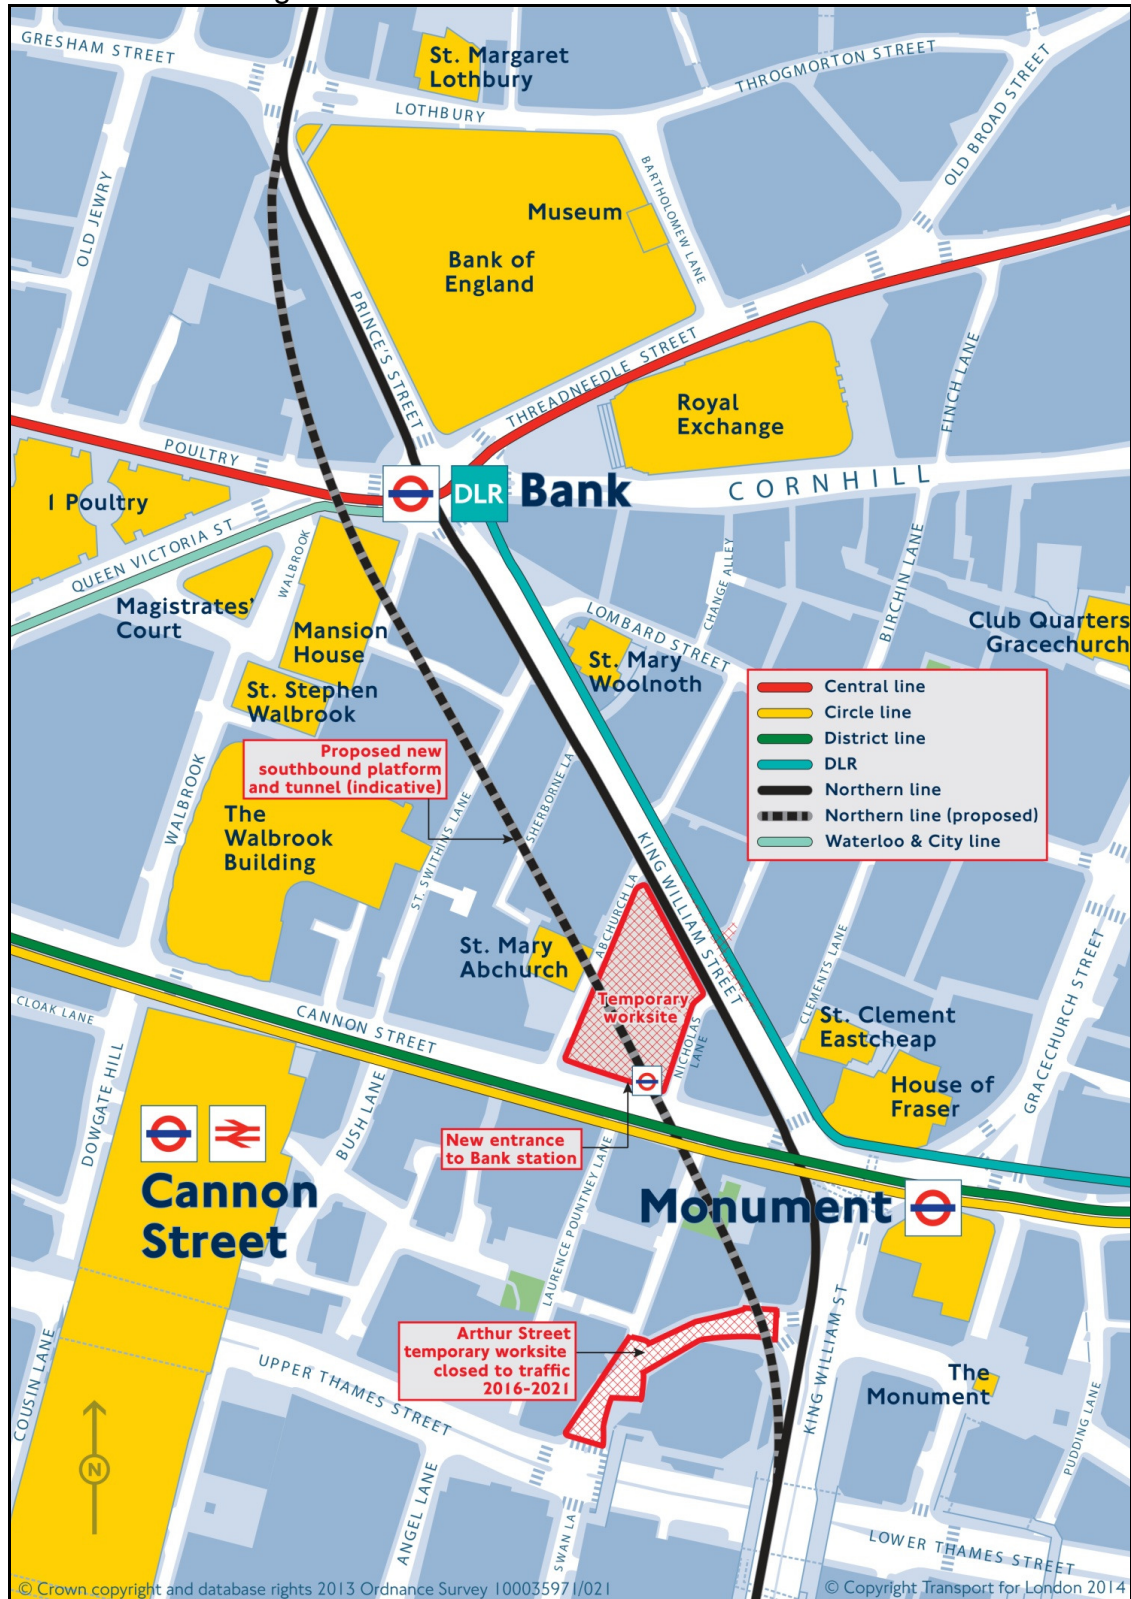 GRESHAM STREET
St. Margaret
Lothbury
THROGMORTON STREET
OLD BROAD STREET
LOTHBURY
OLD JEWRY
BARTHOLOMEW LANE
Museum
Bank of
England
PRINCE'S STREET
THREADNEEDLE STREET
FINCH LANE
Royal
Exchange
POULTRY
1 Poultry
DLR
Bank
CORNHILL
QUEEN VICTORIA ST
WALBROOK
Magistrates'
Court
Mansion
House
CHANGE ALLEY
BIRCHIN LANE
LOMBARD STREET
Club Quarters
Gracechurch
St. Mary
Woolnoth
St. Stephen
Walbrook
Central line
Circle line
District line
DLR
Northern line
Northern line (proposed)
Waterloo & City line
Proposed new
southbound platform
and tunnel (indicative)
WALBROOK
The
Walbrook
Building
ST. SWITHINS LANE
SHERBORNE LA
KING WILLIAM STREET
ABCHURCH LA
St. Mary
Abchurch
Temporary
worksite
NICHOLAS
LANE
CLEMENTS LANE
GRACECHURCH STREET
CLOAK LANE
CANNON STREET
St. Clement
Eastcheap
House of
Fraser
DOWGATE HILL
BUSH LANE
New entrance
to Bank station
LAURENCE POUNTNEY LANE
Cannon
Street
Monument
Arthur Street
temporary worksite
closed to traffic
2016-2021
COUSIN LANE
UPPER THAMES STREET
KING WILLIAM ST
The
Monument
PUDDING LANE
N
ANGEL LANE
SWAN LA
LOWER THAMES STREET
© Crown copyright and database rights 2013 Ordnance Survey 100035971/021
© Copyright Transport for London 2014